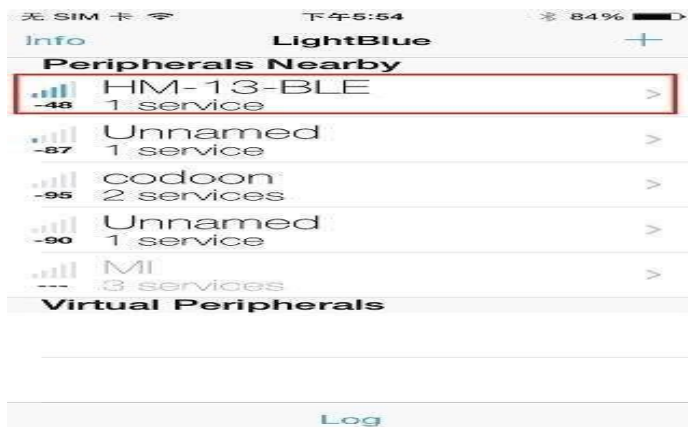 无 SIM 卡 下午5:54 84%
Info LightBlue +
Peripherals Nearby
HM-13-BLE
-48 1 service >
Unnamed
-87 1 service >
codoon
-95 2 services >
Unnamed
-90 1 service >
MI
--- 3 services >
Virtual Peripherals
Log